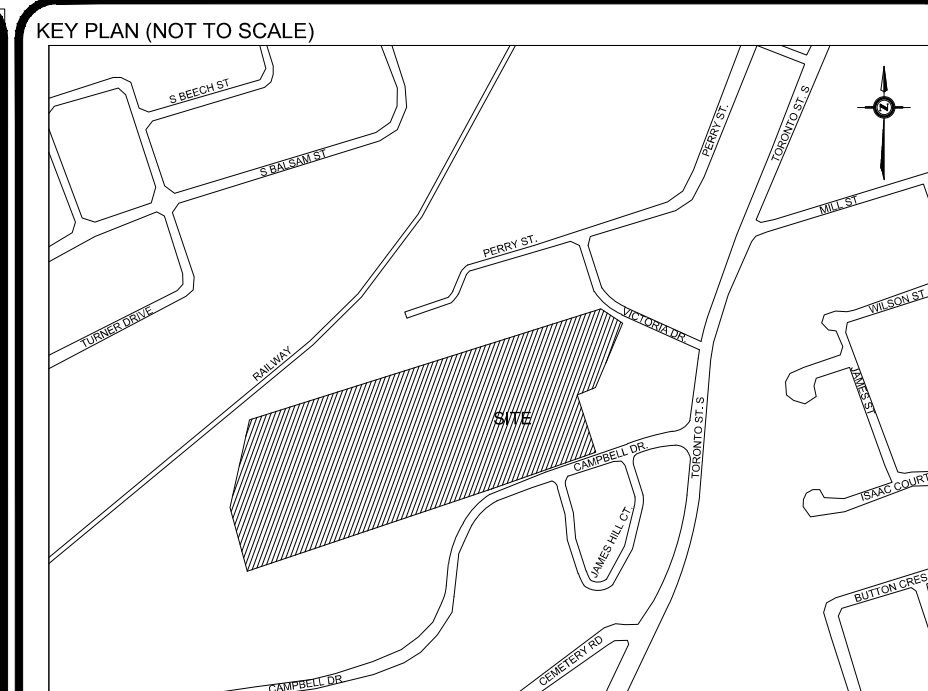 KEY PLAN (NOT TO SCALE)
S BEECH ST
S BALSAM ST
PERRY ST.
TORONTO ST. S
Z
MILL ST
PERRY ST.
WILSON ST.
TURNER DRIVE
VICTORIA DR.
RAILWAY
JAMES ST
SITE
TORONTO ST. S
CAMPBELL DR.
ISAAC COURT
JAMES HILL CT.
BUTTON CRES
CEMETERY RD
CAMPBELL DR